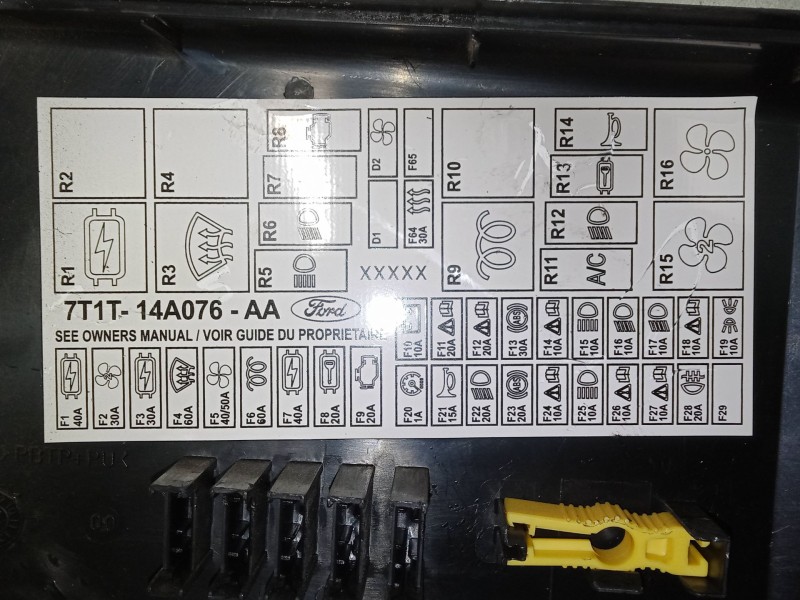 R2
R4
R8
R7
R6
R5
D2
F65
D1
F64
30A
R10
R14
R13
R12
R11
A/C
R16
R1
R3
R9
R15
2
XXXXX
7T1T- 14A076 - AA
Ford
SEE OWNERS MANUAL / VOIR GUIDE DU PROPRIETAIRE
F10
10A
F11
20A
F12
20A
F13
30A
ABS
F14
10A
F15
10A
F16
10A
F17
10A
F18
10A
F19
10A
F1
40A
F2
30A
F3
30A
F4
60A
F5
40/50A
F6
60A
F7
40A
F8
20A
F9
20A
F20
1A
F21
15A
F22
20A
F23
20A
ABS
F24
10A
F25
10A
F26
10A
F27
10A
F28
20A
F29